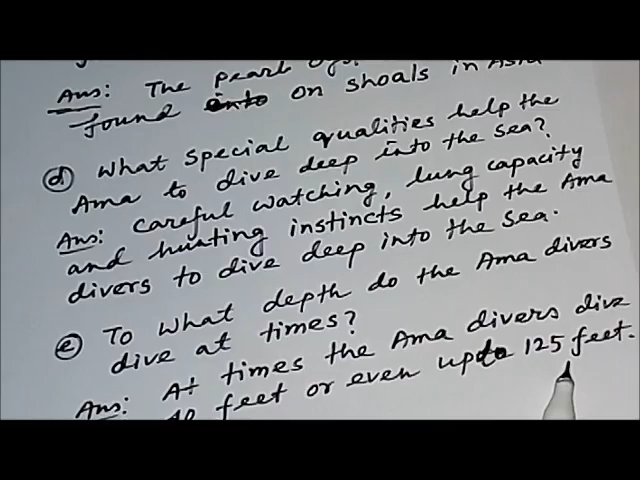 Ans: The pearl
found on shoals in Asia
(d) What special qualities help the
Ama to dive deep into the sea?
Ans: Careful watching, lung capacity
and hunting instincts help the Ama
divers to dive deep into the sea.
(e) To what depth do the Ama divers
dive at times?
Ans: At times the Ama divers dive
feet or even upto 125 feet.